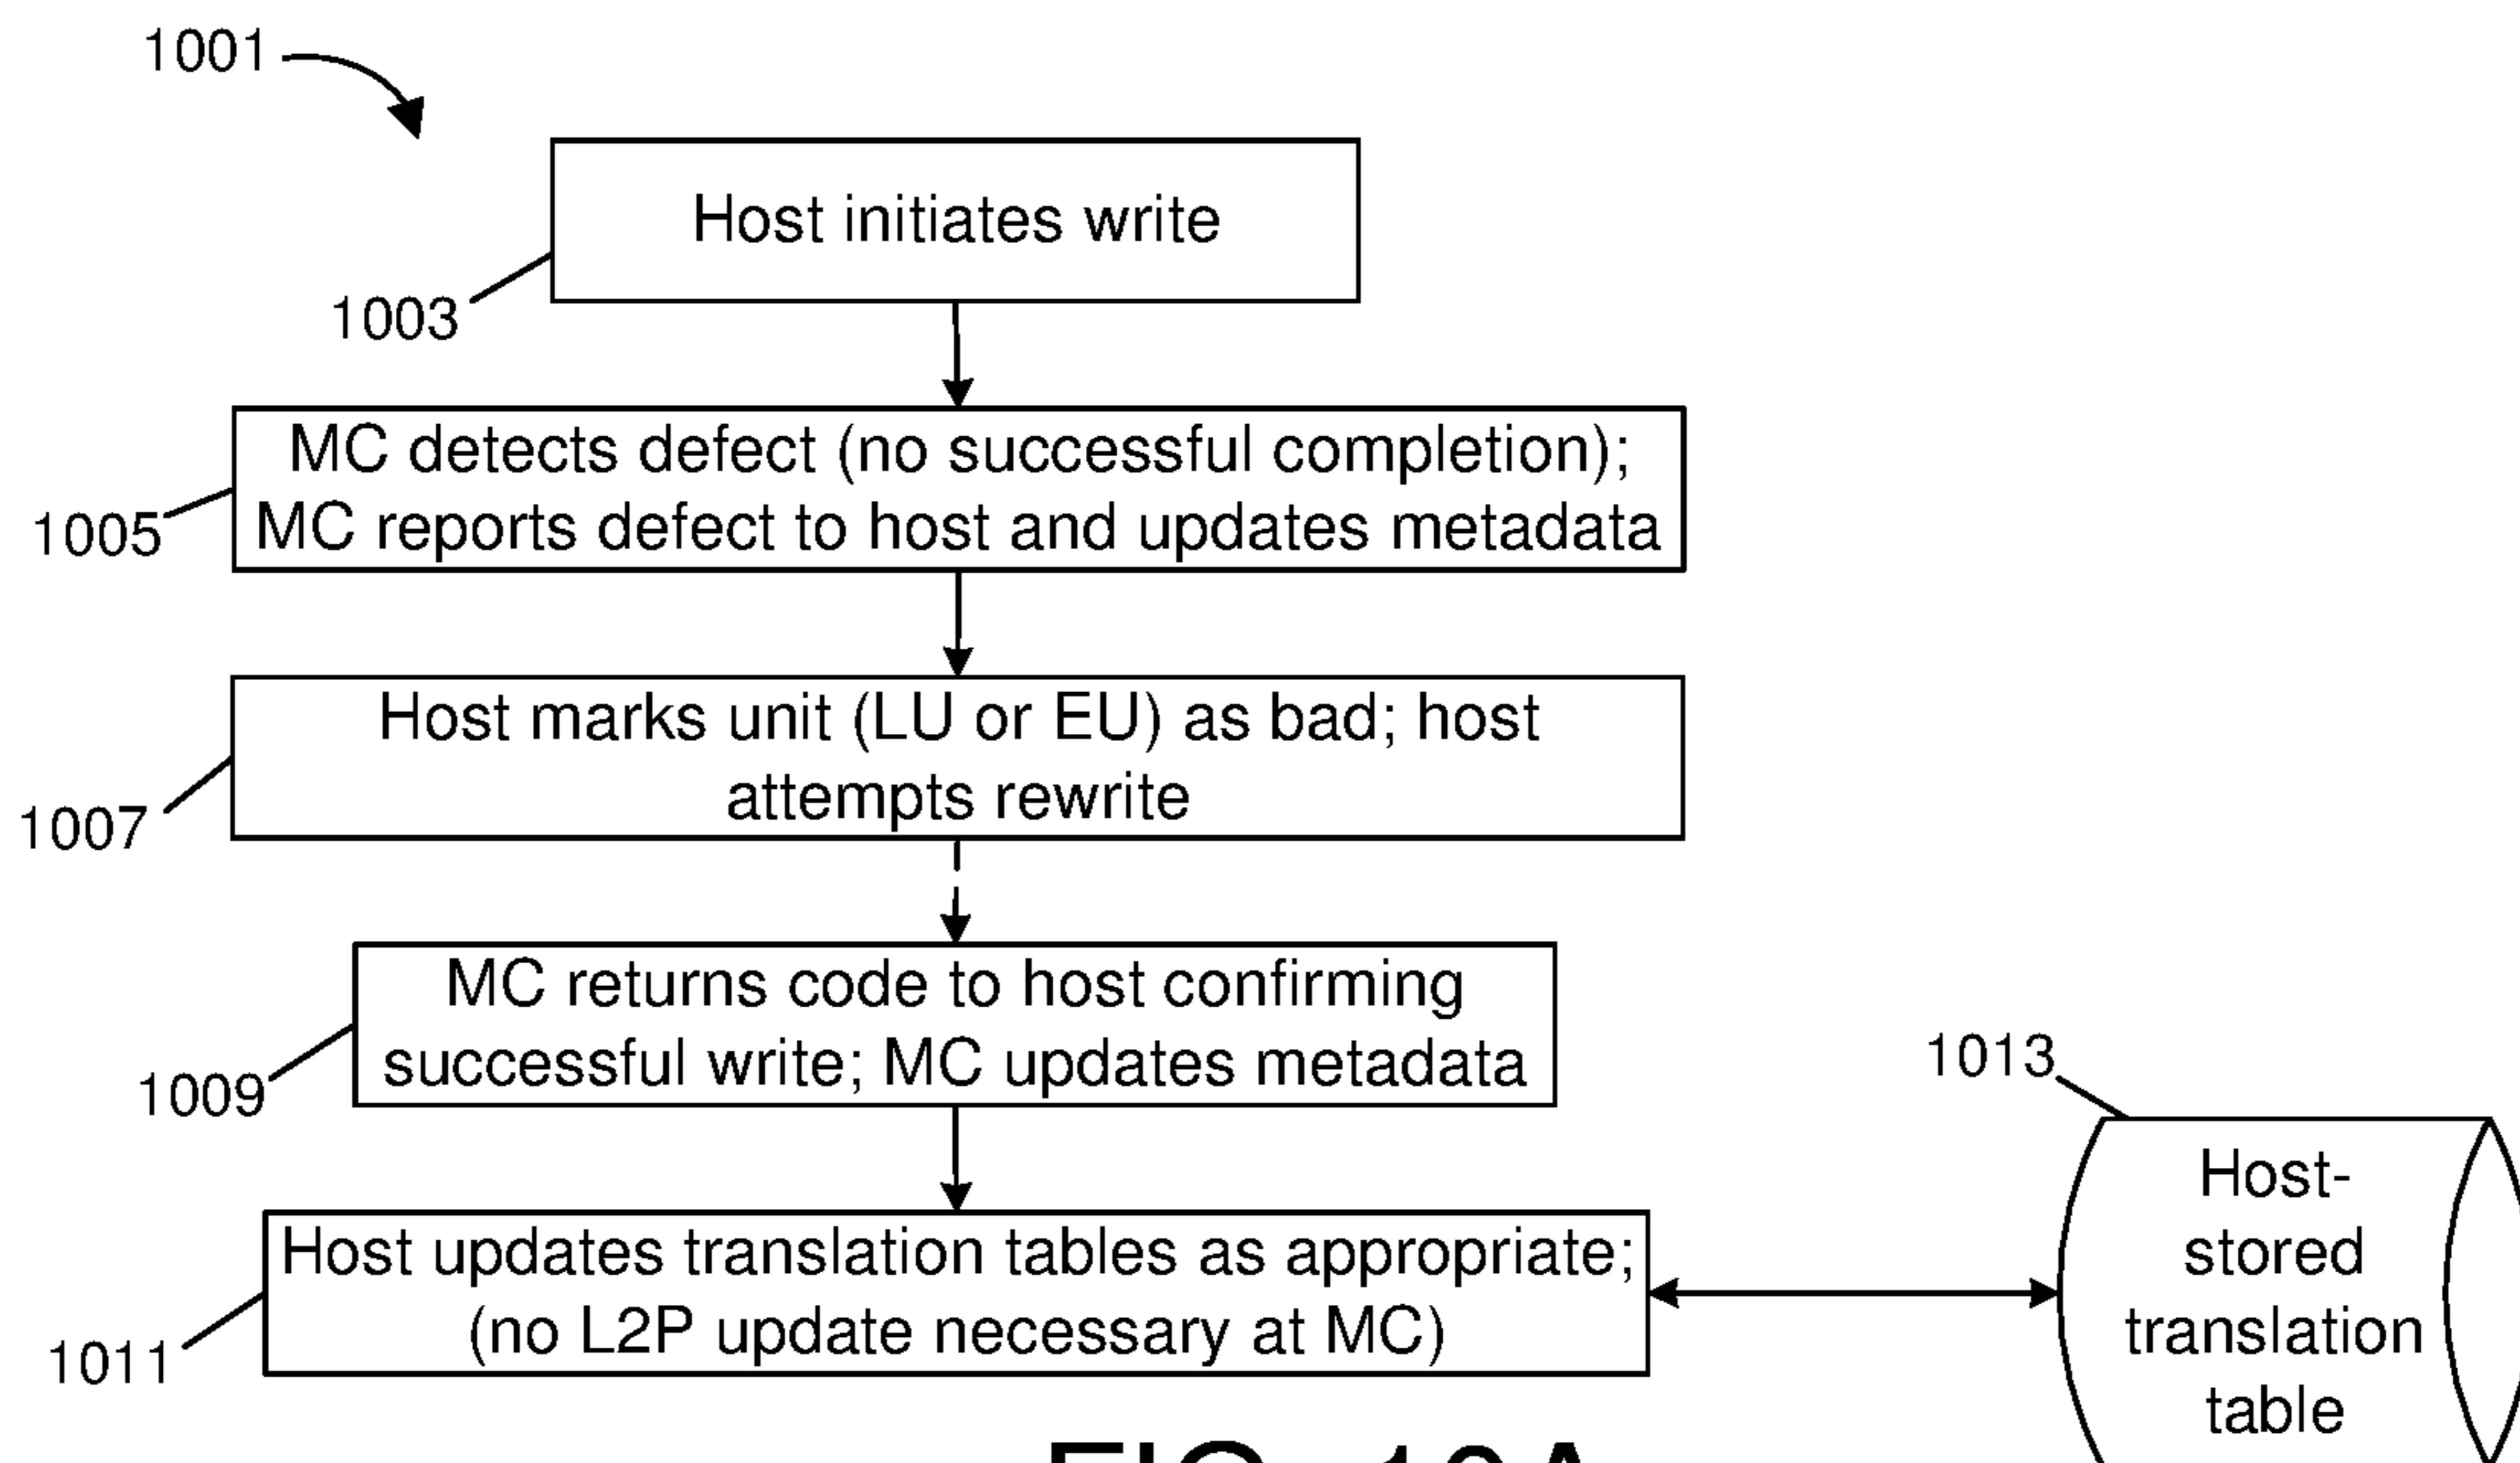 1001
Host initiates write
1003
MC detects defect (no successful completion);
MC reports defect to host and updates metadata
1005
Host marks unit (LU or EU) as bad; host
attempts rewrite
1007
MC returns code to host confirming
successful write; MC updates metadata
1009
1013
Host updates translation tables as appropriate;
(no L2P update necessary at MC)
1011
Host-
stored
translation
table